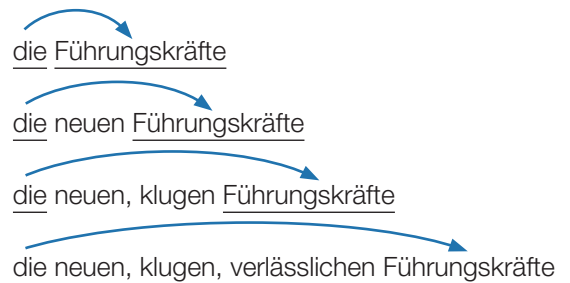 die Führungskräfte
die neuen Führungskräfte
die neuen, klugen Führungskräfte
die neuen, klugen, verlässlichen Führungskräfte